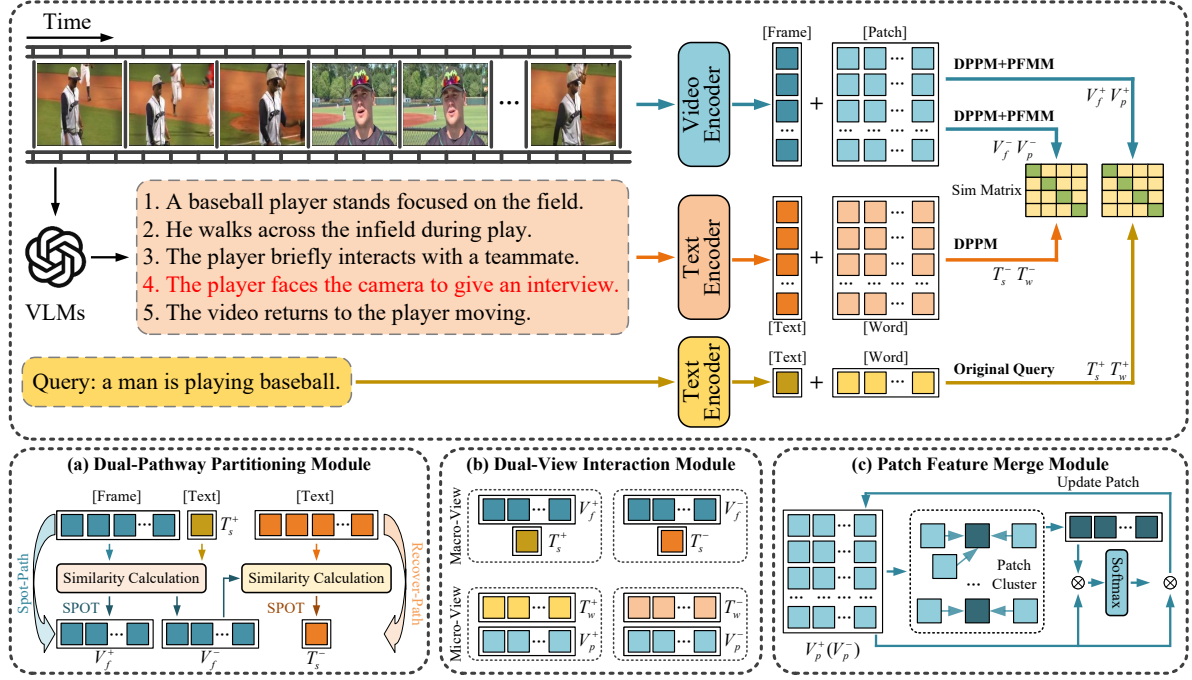 Time
...
VLMs
1. A baseball player stands focused on the field.
2. He walks across the infield during play.
3. The player briefly interacts with a teammate.
4. The player faces the camera to give an interview.
5. The video returns to the player moving.
Query: a man is playing baseball.
Video Encoder
Text Encoder
Text Encoder
[Frame]
[Patch]
+
...
DPPM+PFMM
V_f^+ V_p^+
DPPM+PFMM
V_f^- V_p^-
Sim Matrix
+
...
DPPM
T_s^- T_w^-
[Text]
[Word]
[Text]
[Word]
+
...
Original Query
T_s^+ T_w^+
(a) Dual-Pathway Partitioning Module
[Frame]
[Text]
[Text]
...
T_s^+
...
Spot-Path
Recover-Path
Similarity Calculation
Similarity Calculation
SPOT
SPOT
...
...
V_f^+
V_f^-
T_s^-
(b) Dual-View Interaction Module
Macro-View
... V_f^+
T_s^+
... V_f^-
T_s^-
Micro-View
... T_w^+
... V_p^+
... T_w^-
... V_p^-
(c) Patch Feature Merge Module
Update Patch
...
...
Patch
Cluster
...
⊗
Softmax
⊗
V_p^+(V_p^-)